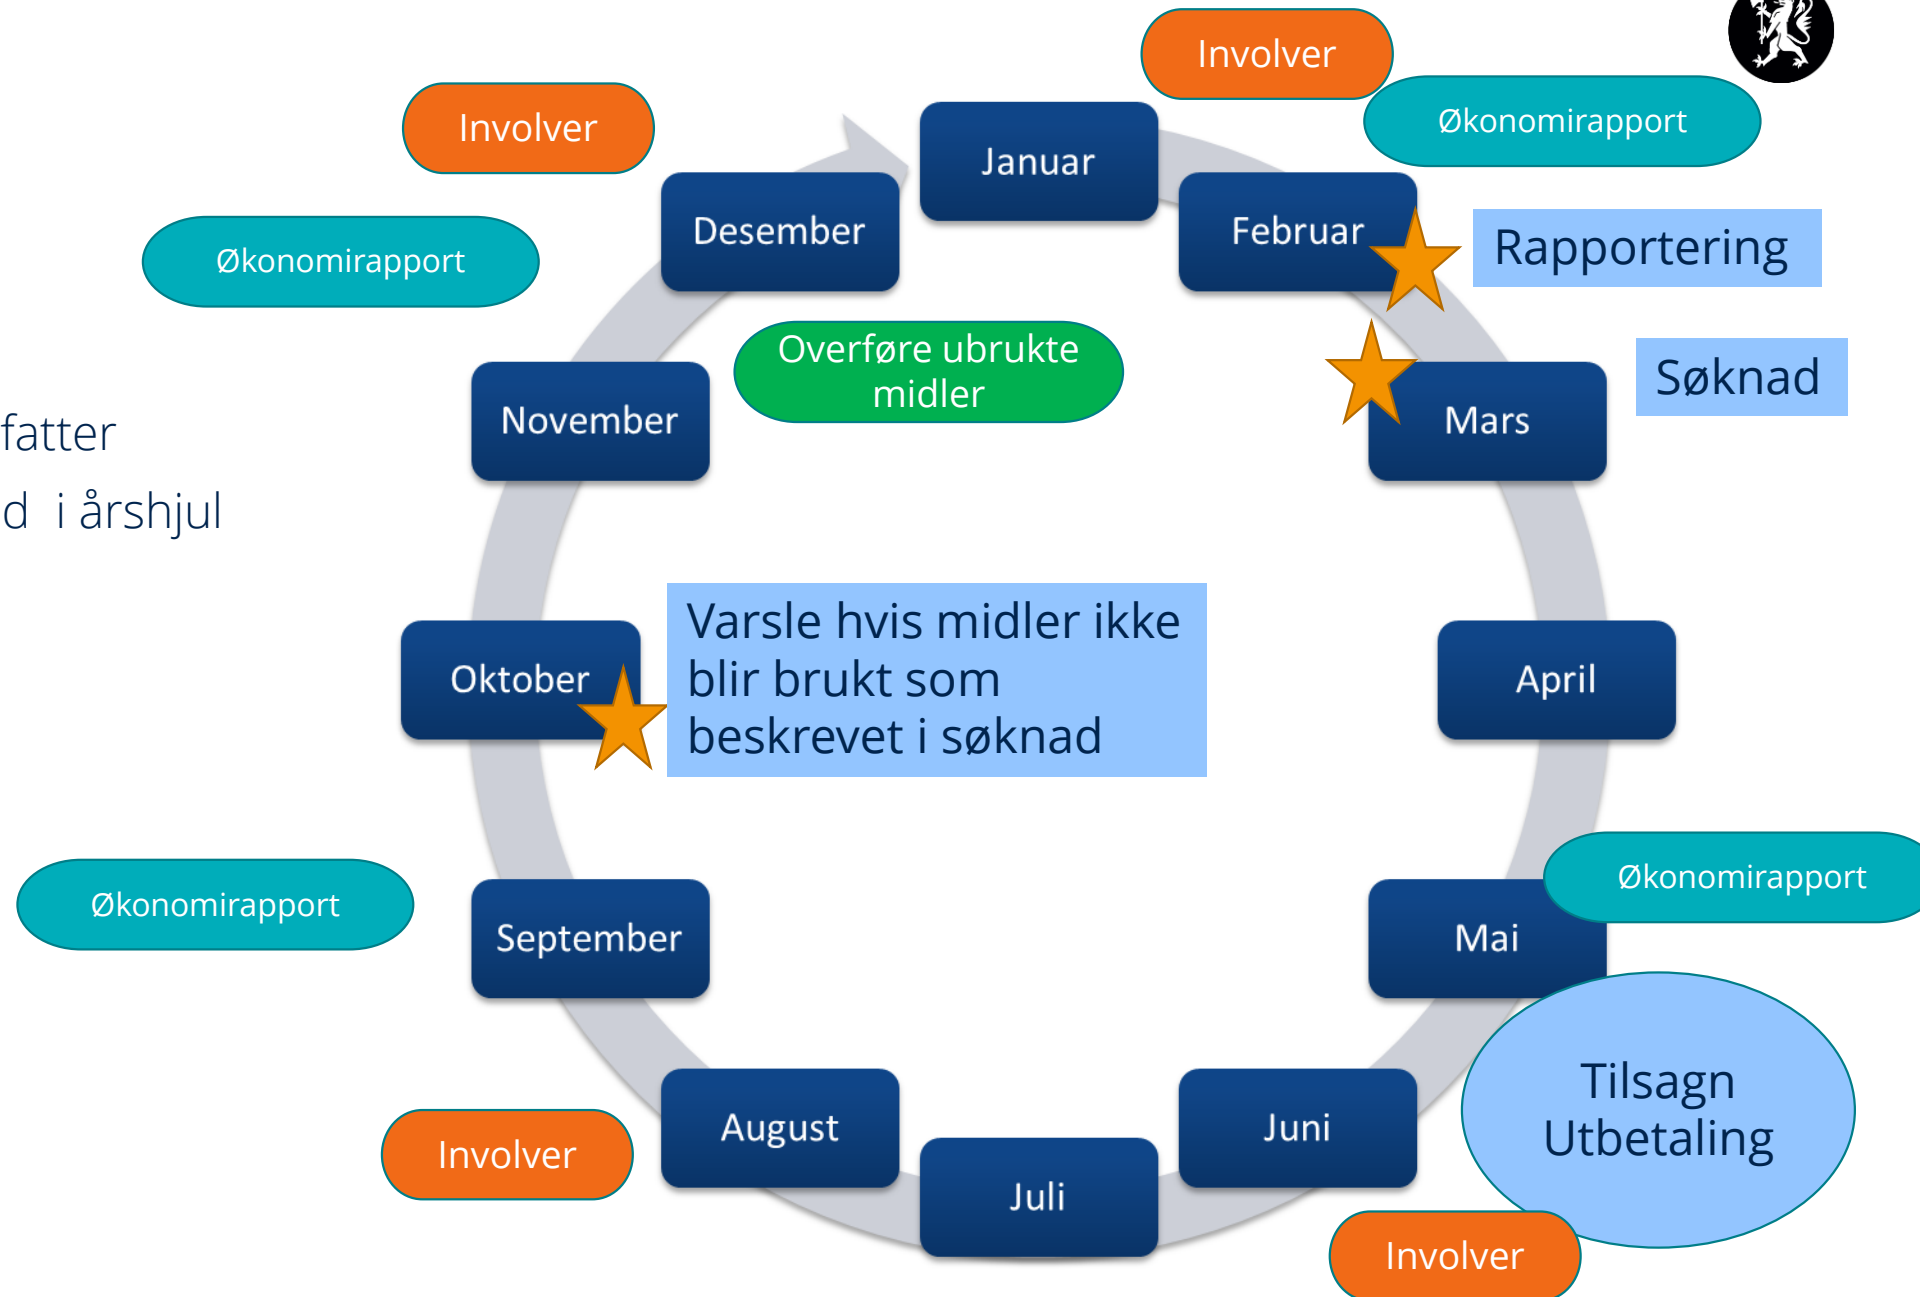 Involver
Økonomirapport
Januar
Februar
Rapportering
Søknad
Mars
April
Økonomirapport
Mai
Tilsagn
Utbetaling
Involver
Juni
Juli
August
Involver
September
Økonomirapport
Oktober
Varsle hvis midler ikke
blir brukt som
beskrevet i søknad
November
Økonomirapport
Desember
Involver
Overføre ubrukte
midler
fatter
d i årshjul